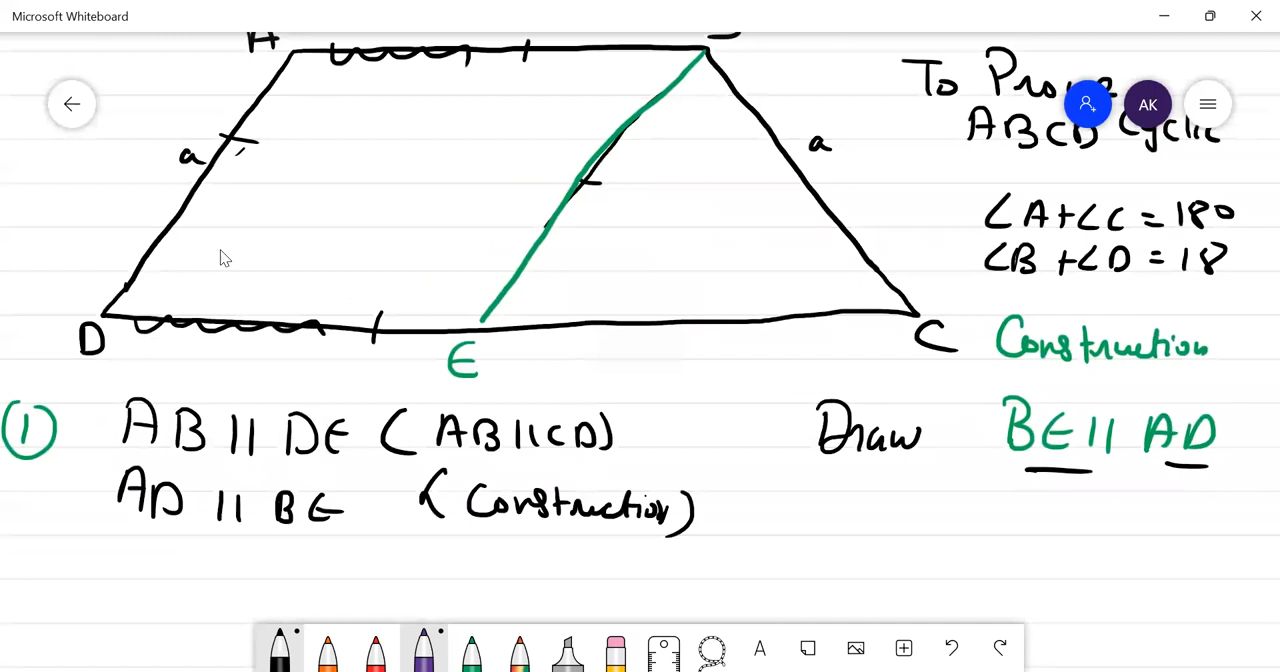 Microsoft Whiteboard
A
a
a
D
E
C
To Prove
ABCD Cyclic
AK
∠A+∠C = 180
∠B +∠D = 18
Construction
① AB || DE ( AB || CD)
Draw BE || AD
AD || BE (Construction)
A